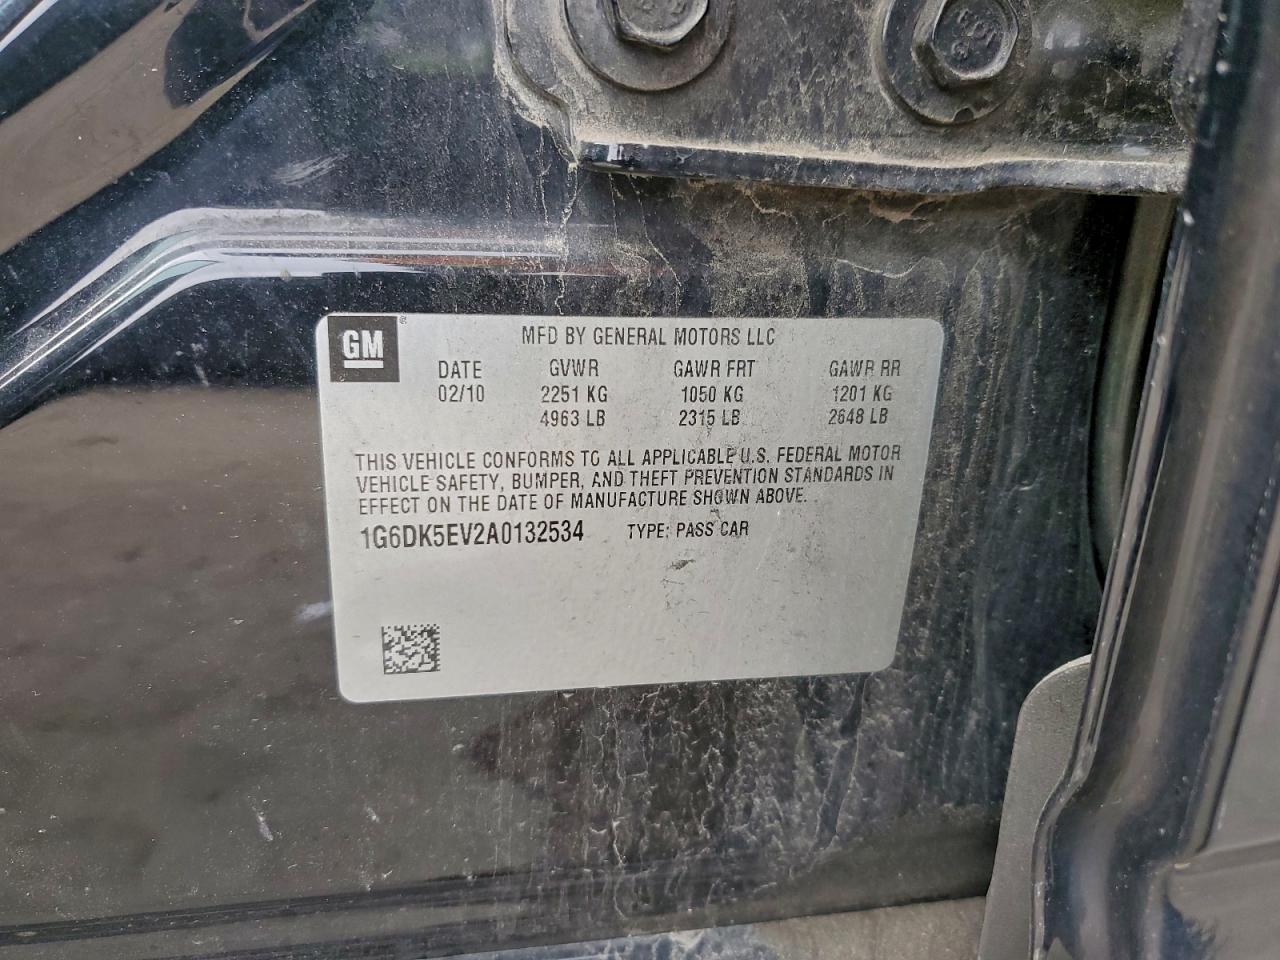 GM ® MFD BY GENERAL MOTORS LLC
DATE GVWR GAWR FRT GAWR RR
02/10 2251 KG 1050 KG 1201 KG
4963 LB 2315 LB 2648 LB
THIS VEHICLE CONFORMS TO ALL APPLICABLE U.S. FEDERAL MOTOR
VEHICLE SAFETY, BUMPER, AND THEFT PREVENTION STANDARDS IN
EFFECT ON THE DATE OF MANUFACTURE SHOWN ABOVE.
1G6DK5EV2A0132534 TYPE: PASS CAR